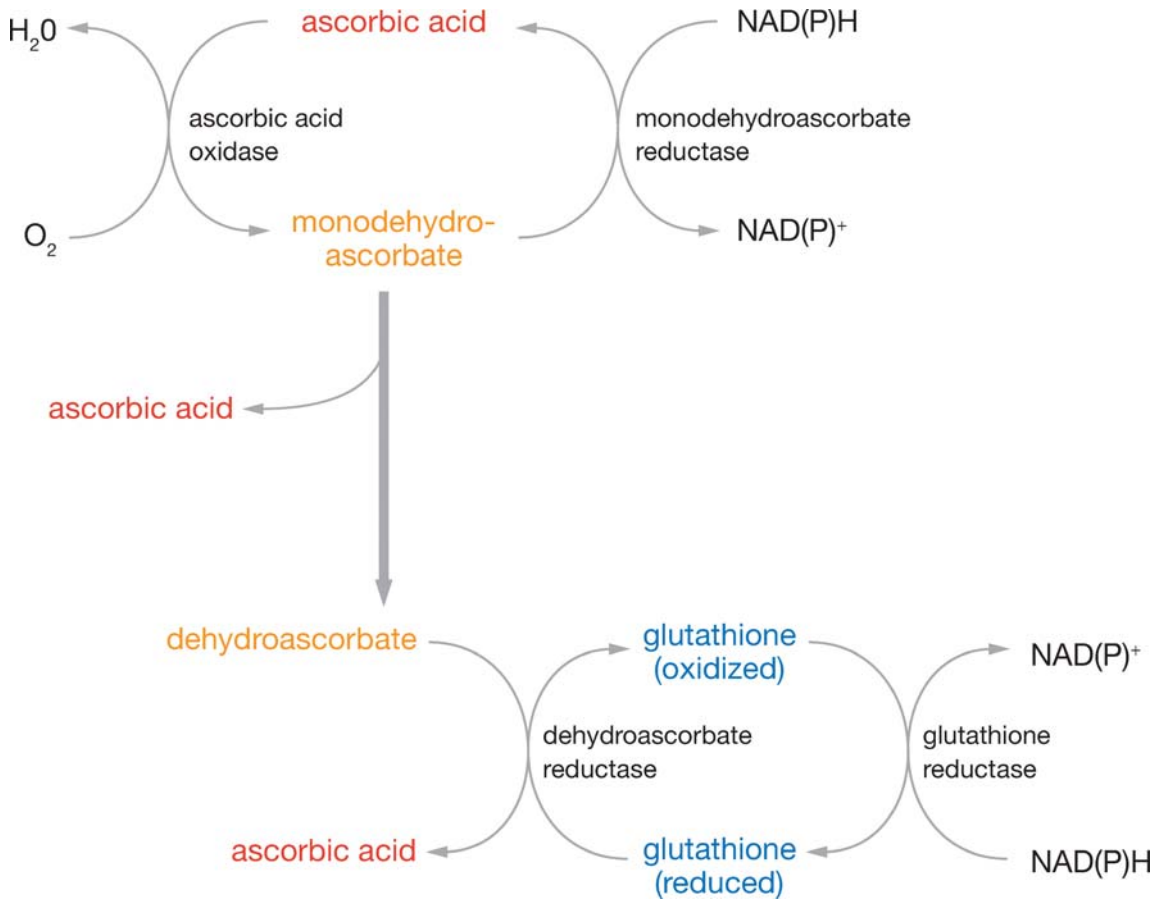 H₂0
ascorbic acid
NAD(P)H
ascorbic acid
oxidase
monodehydroascorbate
reductase
O₂
monodehydro-
ascorbate
NAD(P)⁺
ascorbic acid
dehydroascorbate
glutathione
(oxidized)
NAD(P)⁺
dehydroascorbate
reductase
glutathione
reductase
ascorbic acid
glutathione
(reduced)
NAD(P)H